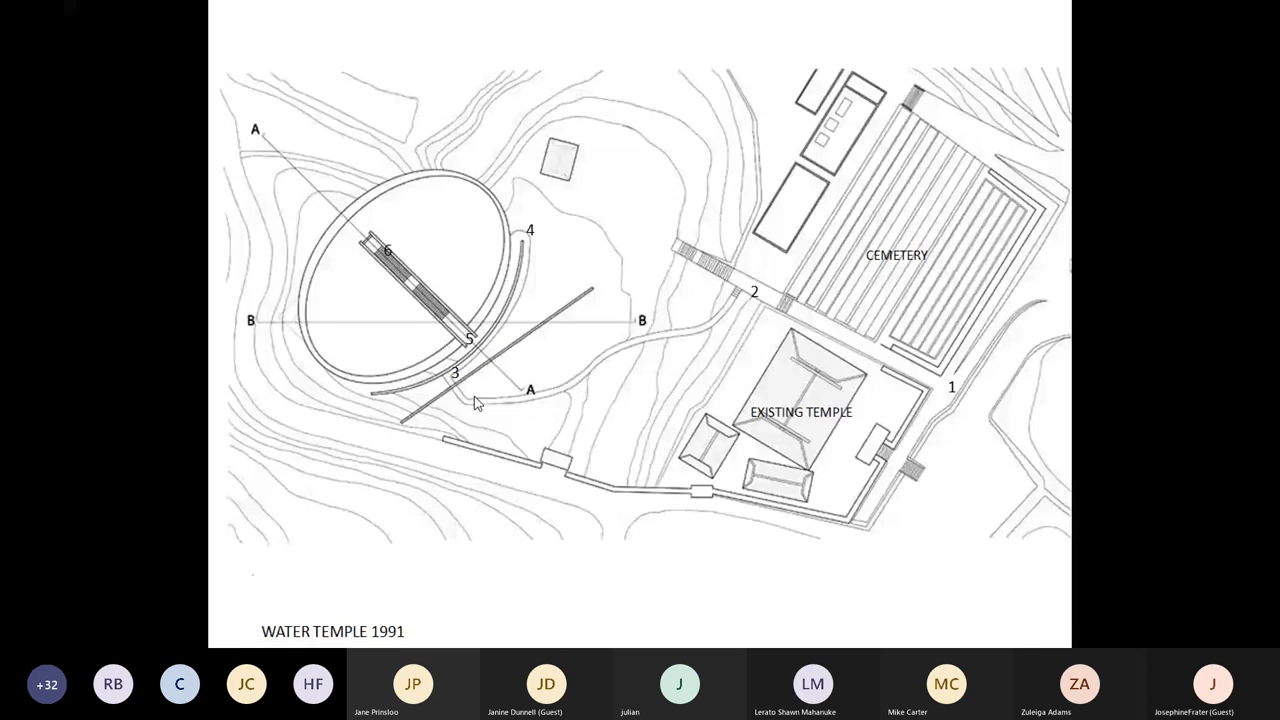 A
6
4
CEMETERY
2
B
B
5
3
A
1
EXISTING TEMPLE
WATER TEMPLE 1991
+32
RB
C
JC
HF
JP
JD
J
LM
MC
ZA
J
Jane Prinsloo
Janine Dunnell (Guest)
julian
Lerato Shawn Mahanuke
Mike Carter
Zuleiga Adams
JosephineFrater (Guest)